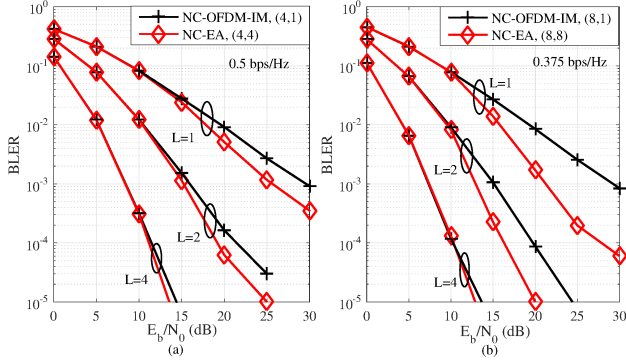 NC-OFDM-IM, (4,1)
NC-EA, (4,4)
0.5 bps/Hz
L=1
L=2
L=4
BLER
10^0
10^-1
10^-2
10^-3
10^-4
10^-5
0 5 10 15 20 25 30
E_b/N_0 (dB)
(a)
NC-OFDM-IM, (8,1)
NC-EA, (8,8)
0.375 bps/Hz
L=1
L=2
L=4
BLER
10^0
10^-1
10^-2
10^-3
10^-4
10^-5
0 5 10 15 20 25 30
E_b/N_0 (dB)
(b)